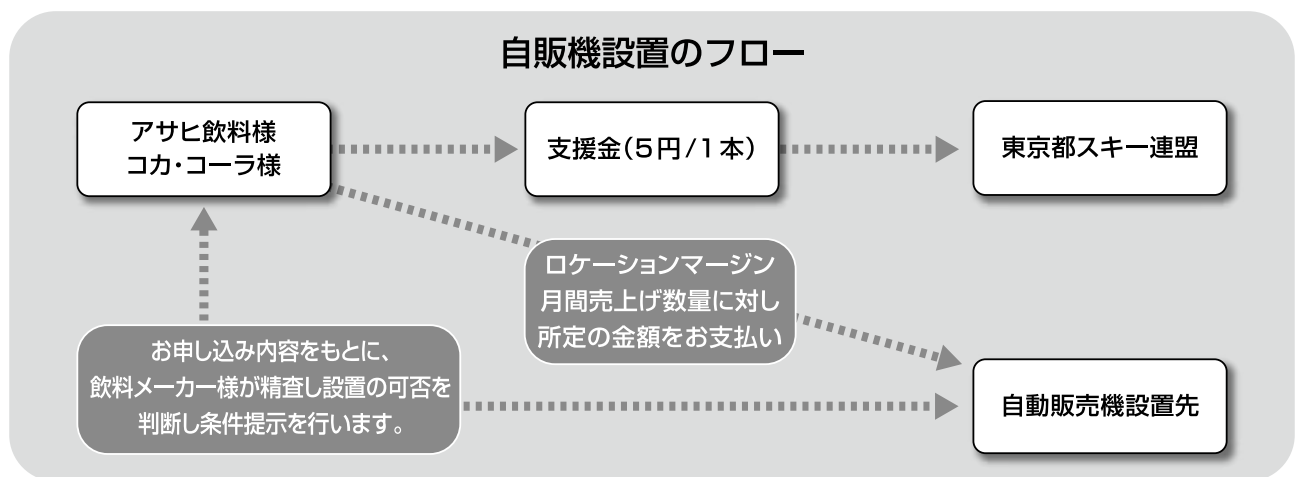 自販機設置のフロー
アサヒ飲料様
コカ・コーラ様
支援金(5円/1本)
東京都スキー連盟
ロケーションマージン
月間売上げ数量に対し
所定の金額をお支払い
お申し込み内容をもとに、
飲料メーカー様が精査し設置の可否を
判断し条件提示を行います。
自動販売機設置先